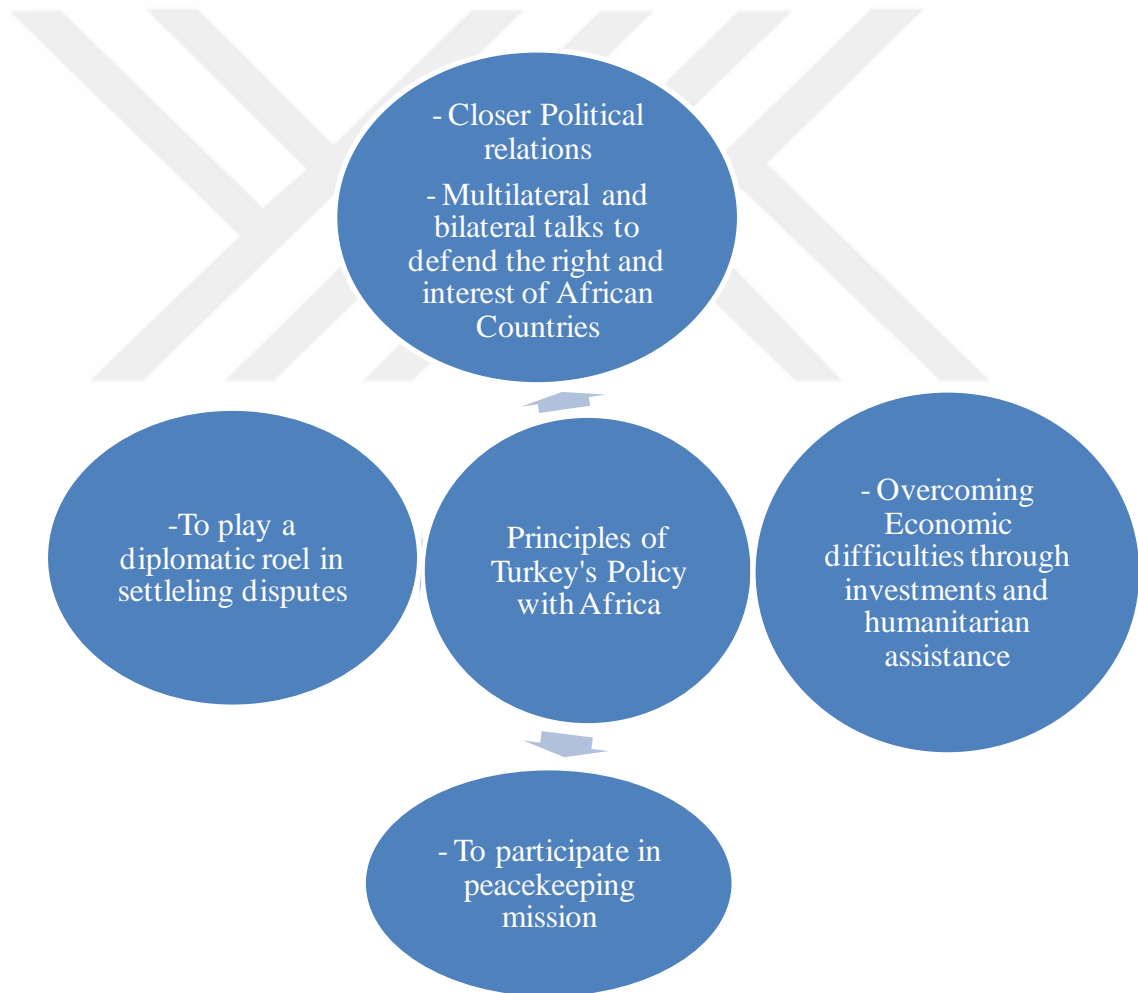 - Closer Political
relations
- Multilateral and
bilateral talks to
defend the right and
interest of African
Countries
-To play a
diplomatic roel in
settleling disputes
Principles of
Turkey's Policy
with Africa
- Overcoming
Economic
difficulties through
investments and
humanitarian
assistance
- To participate in
peacekeeping
mission